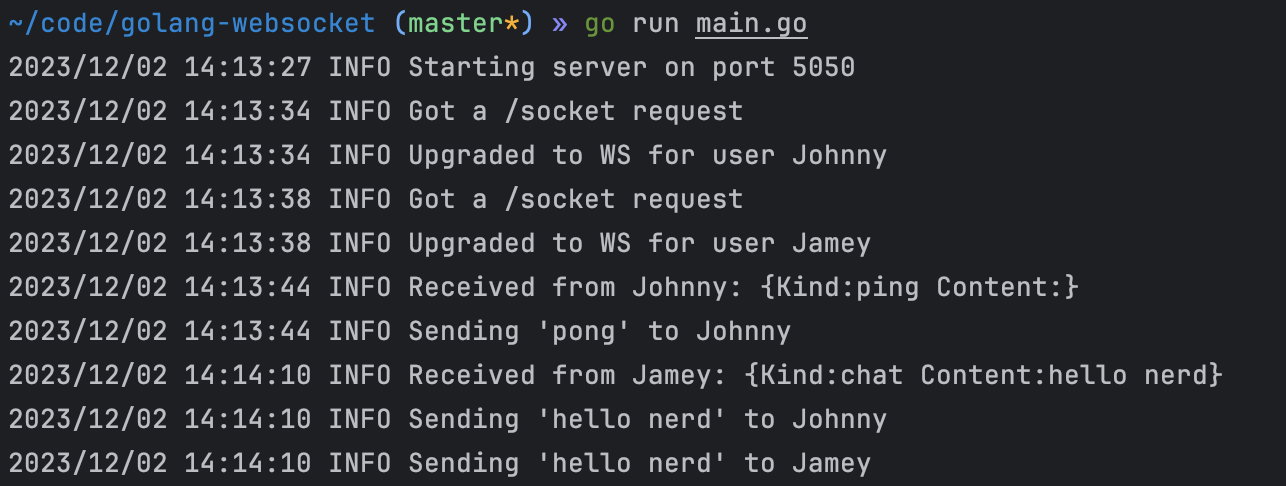 ~/code/golang-websocket (master*) » go run main.go
2023/12/02 14:13:27 INFO Starting server on port 5050
2023/12/02 14:13:34 INFO Got a /socket request
2023/12/02 14:13:34 INFO Upgraded to WS for user Johnny
2023/12/02 14:13:38 INFO Got a /socket request
2023/12/02 14:13:38 INFO Upgraded to WS for user Jamey
2023/12/02 14:13:44 INFO Received from Johnny: {Kind:ping Content:}
2023/12/02 14:13:44 INFO Sending 'pong' to Johnny
2023/12/02 14:14:10 INFO Received from Jamey: {Kind:chat Content:hello nerd}
2023/12/02 14:14:10 INFO Sending 'hello nerd' to Johnny
2023/12/02 14:14:10 INFO Sending 'hello nerd' to Jamey